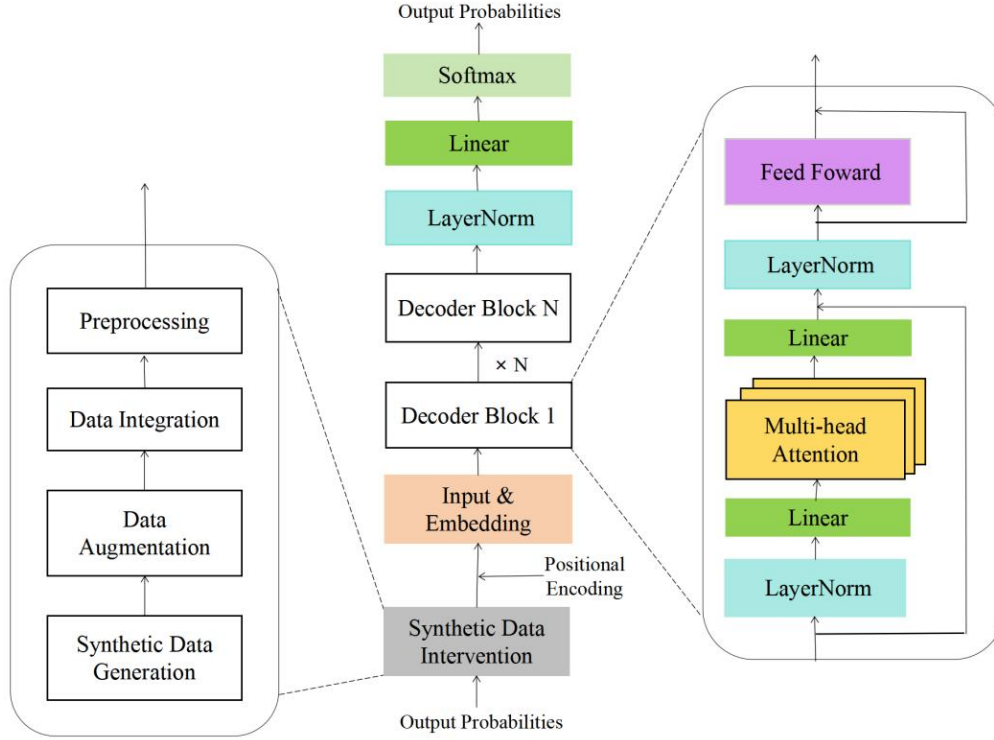 Output Probabilities
Softmax
Linear
LayerNorm
Decoder Block N
× N
Decoder Block 1
Input &
Embedding
Positional
Encoding
Synthetic Data
Intervention
Output Probabilities
Preprocessing
Data Integration
Data
Augmentation
Synthetic Data
Generation
Feed Foward
LayerNorm
Linear
Multi-head
Attention
Linear
LayerNorm